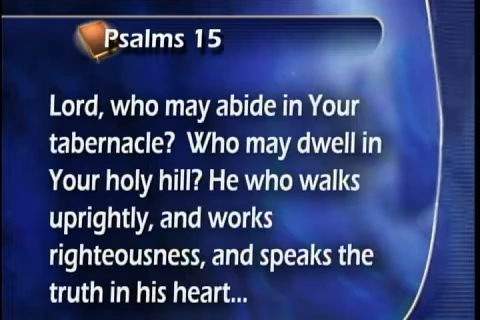 Psalms 15
Lord, who may abide in Your
tabernacle?  Who may dwell in
Your holy hill? He who walks
uprightly, and works
righteousness, and speaks the
truth in his heart...